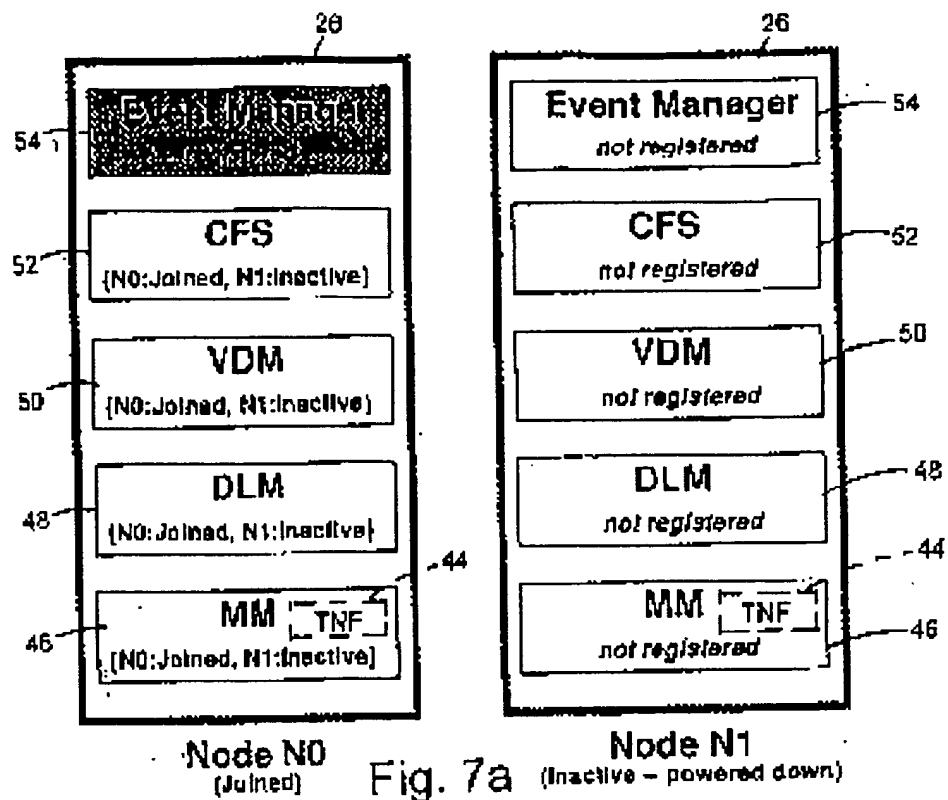 26
26
Event Manager
54
Event Manager
not registered
54
CFS
{N0:Joined, N1:Inactive}
52
CFS
not registered
52
VDM
{N0:Joined, N1:Inactive}
50
VDM
not registered
50
DLM
{N0:Joined, N1:Inactive}
48
DLM
not registered
48
44
44
MM
TNF
{N0:Joined, N1:Inactive}
46
MM
TNF
not registered
46
Node N0
(Joined)
Fig. 7a
Node N1
(Inactive – powered down)